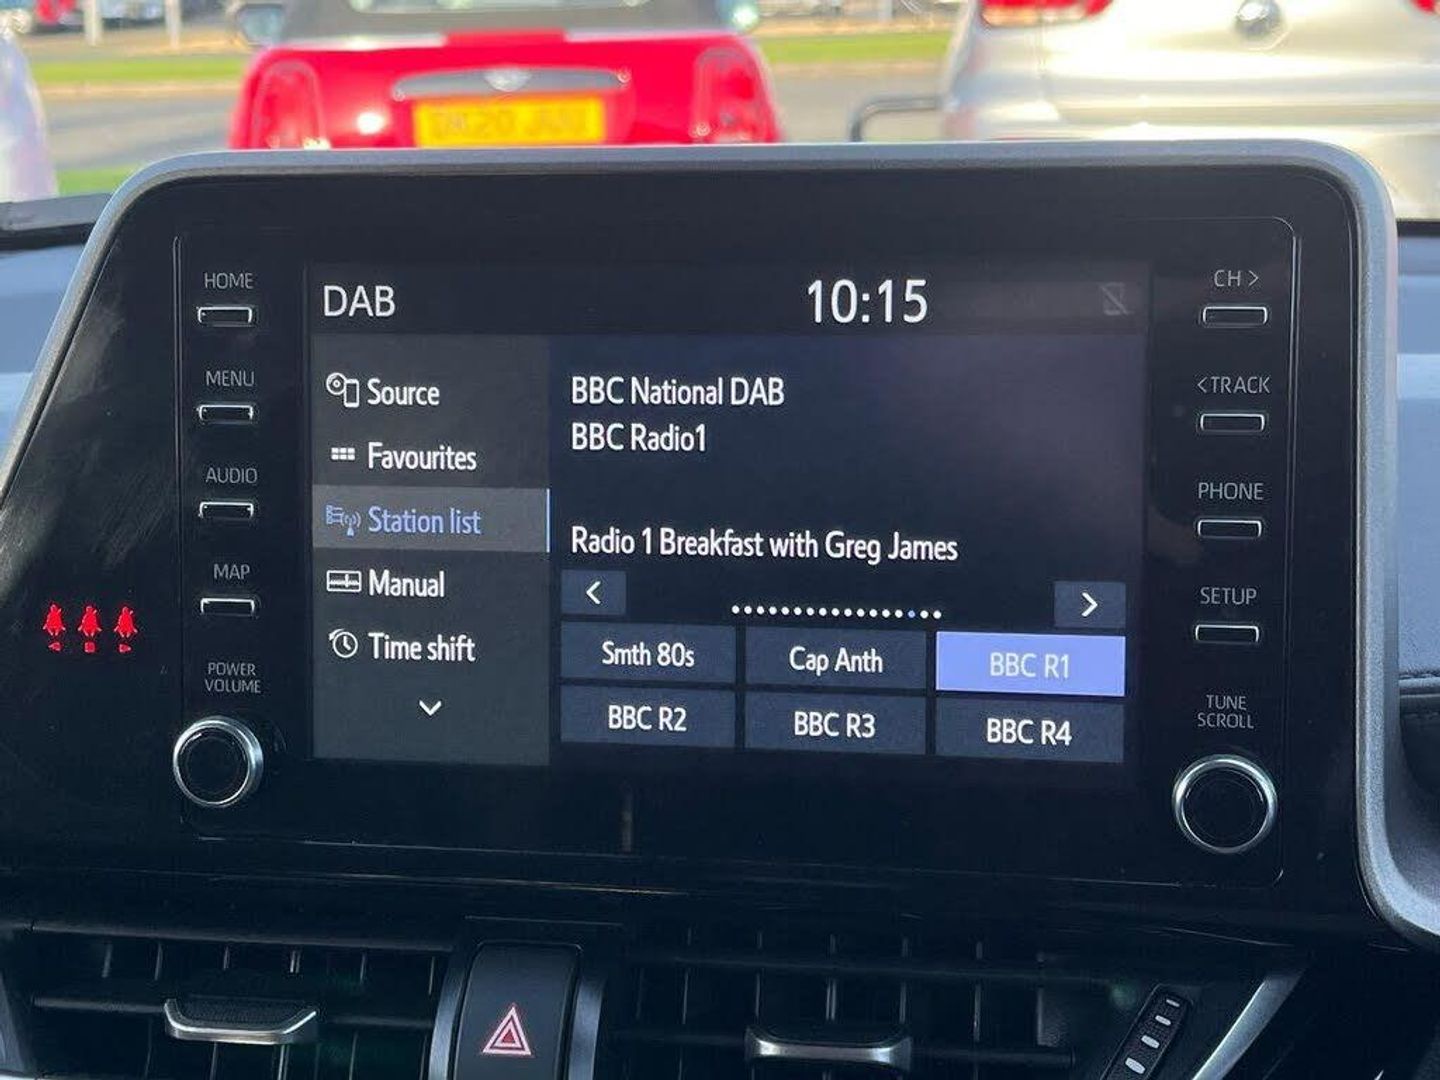 HOME
MENU
AUDIO
MAP
POWER
VOLUME
DAB
10:15
Source
Favourites
Station list
Manual
Time shift
BBC National DAB
BBC Radio1
Radio 1 Breakfast with Greg James
Smth 80s
Cap Anth
BBC R1
BBC R2
BBC R3
BBC R4
CH >
<TRACK
PHONE
SETUP
TUNE
SCROLL